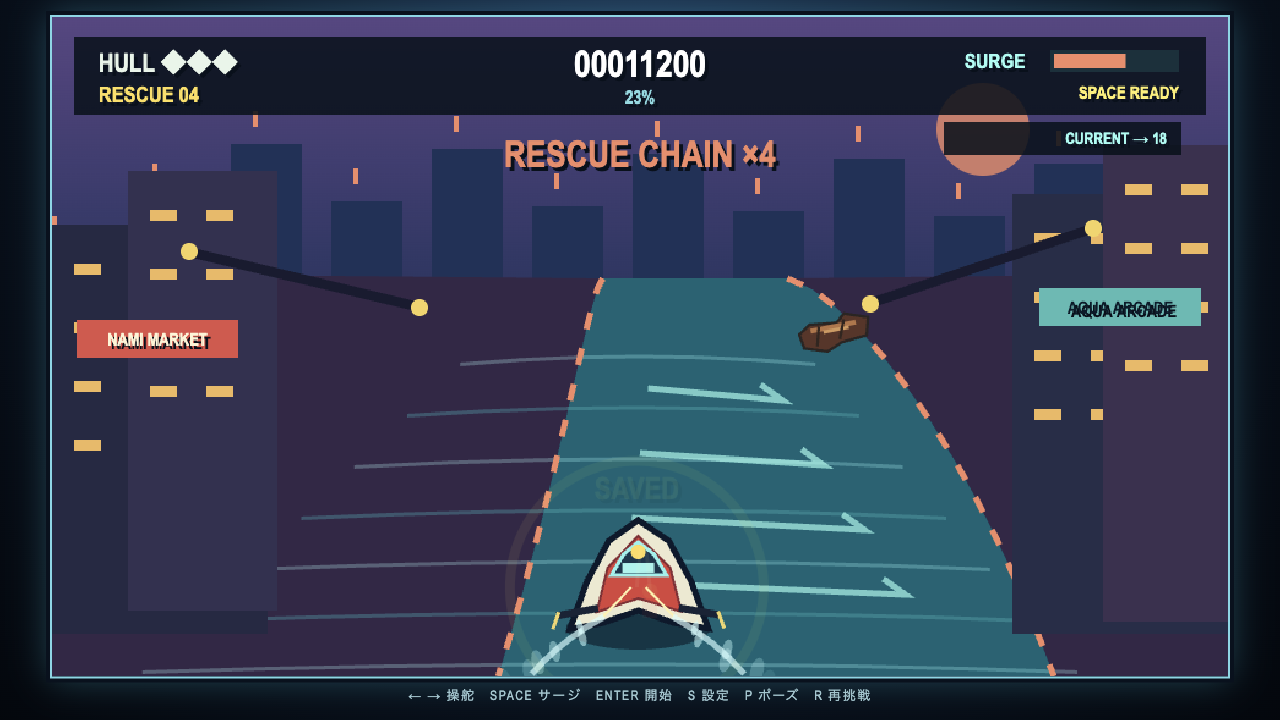 HULL
RESCUE 04
00011200
23%
SURGE
SPACE READY
CURRENT → 18
RESCUE CHAIN ×4
NAMI MARKET
AQUA ARCADE
SAVED
← → 操舵 SPACE サージ ENTER 開始 S 設定 P ポーズ R 再挑戦